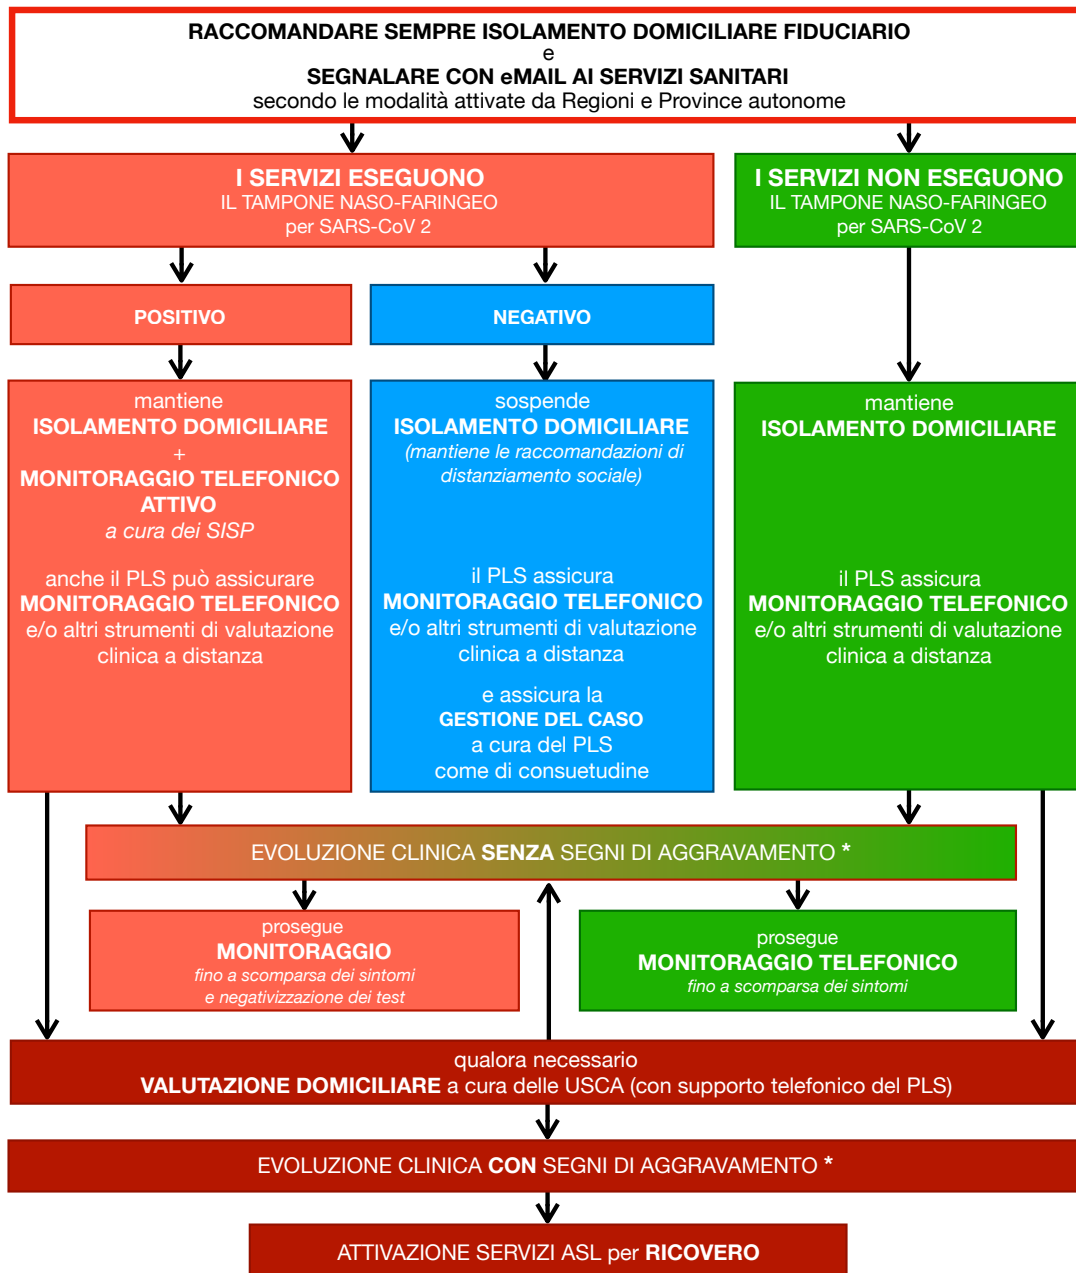 RACCOMANDARE SEMPRE ISOLAMENTO DOMICILIARE FIDUCIARIO
e
SEGNALARE CON eMAIL AI SERVIZI SANITARI
secondo le modalità attivate da Regioni e Province autonome
I SERVIZI ESEGUONO
IL TAMPONE NASO-FARINGEO
per SARS-CoV 2
I SERVIZI NON ESEGUONO
IL TAMPONE NASO-FARINGEO
per SARS-CoV 2
POSITIVO
NEGATIVO
mantiene
ISOLAMENTO DOMICILIARE
+
MONITORAGGIO TELEFONICO
ATTIVO
a cura dei SISP
anche il PLS può assicurare
MONITORAGGIO TELEFONICO
e/o altri strumenti di valutazione
clinica a distanza
sospende
ISOLAMENTO DOMICILIARE
(mantiene le raccomandazioni di
distanziamento sociale)
il PLS assicura
MONITORAGGIO TELEFONICO
e/o altri strumenti di valutazione
clinica a distanza
e assicura la
GESTIONE DEL CASO
a cura del PLS
come di consuetudine
mantiene
ISOLAMENTO DOMICILIARE
il PLS assicura
MONITORAGGIO TELEFONICO
e/o altri strumenti di valutazione
clinica a distanza
EVOLUZIONE CLINICA SENZA SEGNI DI AGGRAVAMENTO *
prosegue
MONITORAGGIO
fino a scomparsa dei sintomi
e negativizzazione dei test
prosegue
MONITORAGGIO TELEFONICO
fino a scomparsa dei sintomi
qualora necessario
VALUTAZIONE DOMICILIARE a cura delle USCA (con supporto telefonico del PLS)
EVOLUZIONE CLINICA CON SEGNI DI AGGRAVAMENTO *
ATTIVAZIONE SERVIZI ASL per RICOVERO